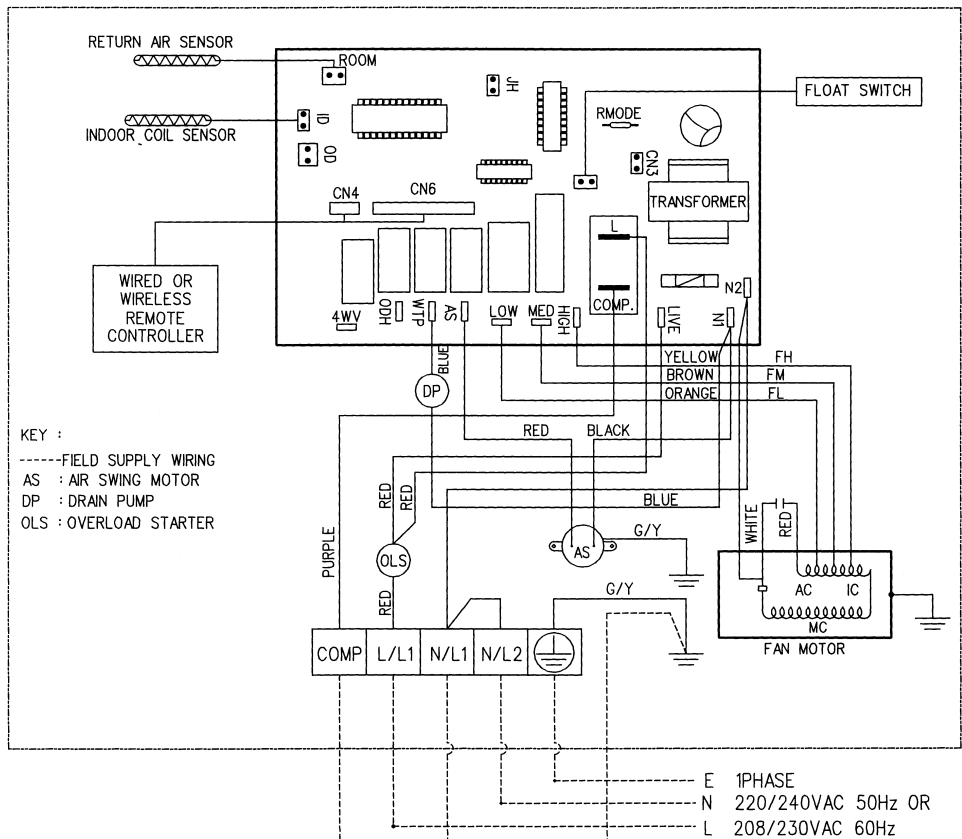 RETURN AIR SENSOR
ROOM
JH
FLOAT SWITCH
RMODE
ID
INDOOR COIL SENSOR
OD
CN3
CN4
CN6
TRANSFORMER
L
WIRED OR
WIRELESS
REMOTE
CONTROLLER
N2
COMP.
4WV
ODH
WTP
AS
LOW
MED
HIGH
LIVE
N1
BLUE
YELLOW
FH
BROWN
FM
ORANGE
FL
DP
RED
BLACK
KEY :
------FIELD SUPPLY WIRING
AS : AIR SWING MOTOR
DP : DRAIN PUMP
OLS : OVERLOAD STARTER
RED
RED
BLUE
WHITE
RED
G/Y
PURPLE
OLS
AS
AC
IC
MC
FAN MOTOR
RED
G/Y
COMP
L/L1
N/L1
N/L2
E 1PHASE
N 220/240VAC 50Hz OR
L 208/230VAC 60Hz